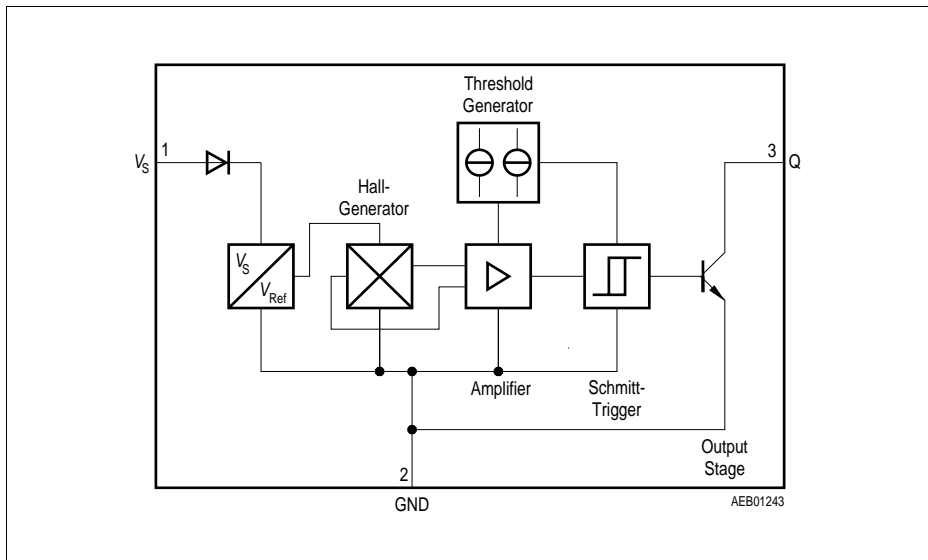 Threshold
Generator
1
V_S
3
Q
Hall-
Generator
V_S
V_Ref
Amplifier
Schmitt-
Trigger
Output
Stage
2
GND
AEB01243